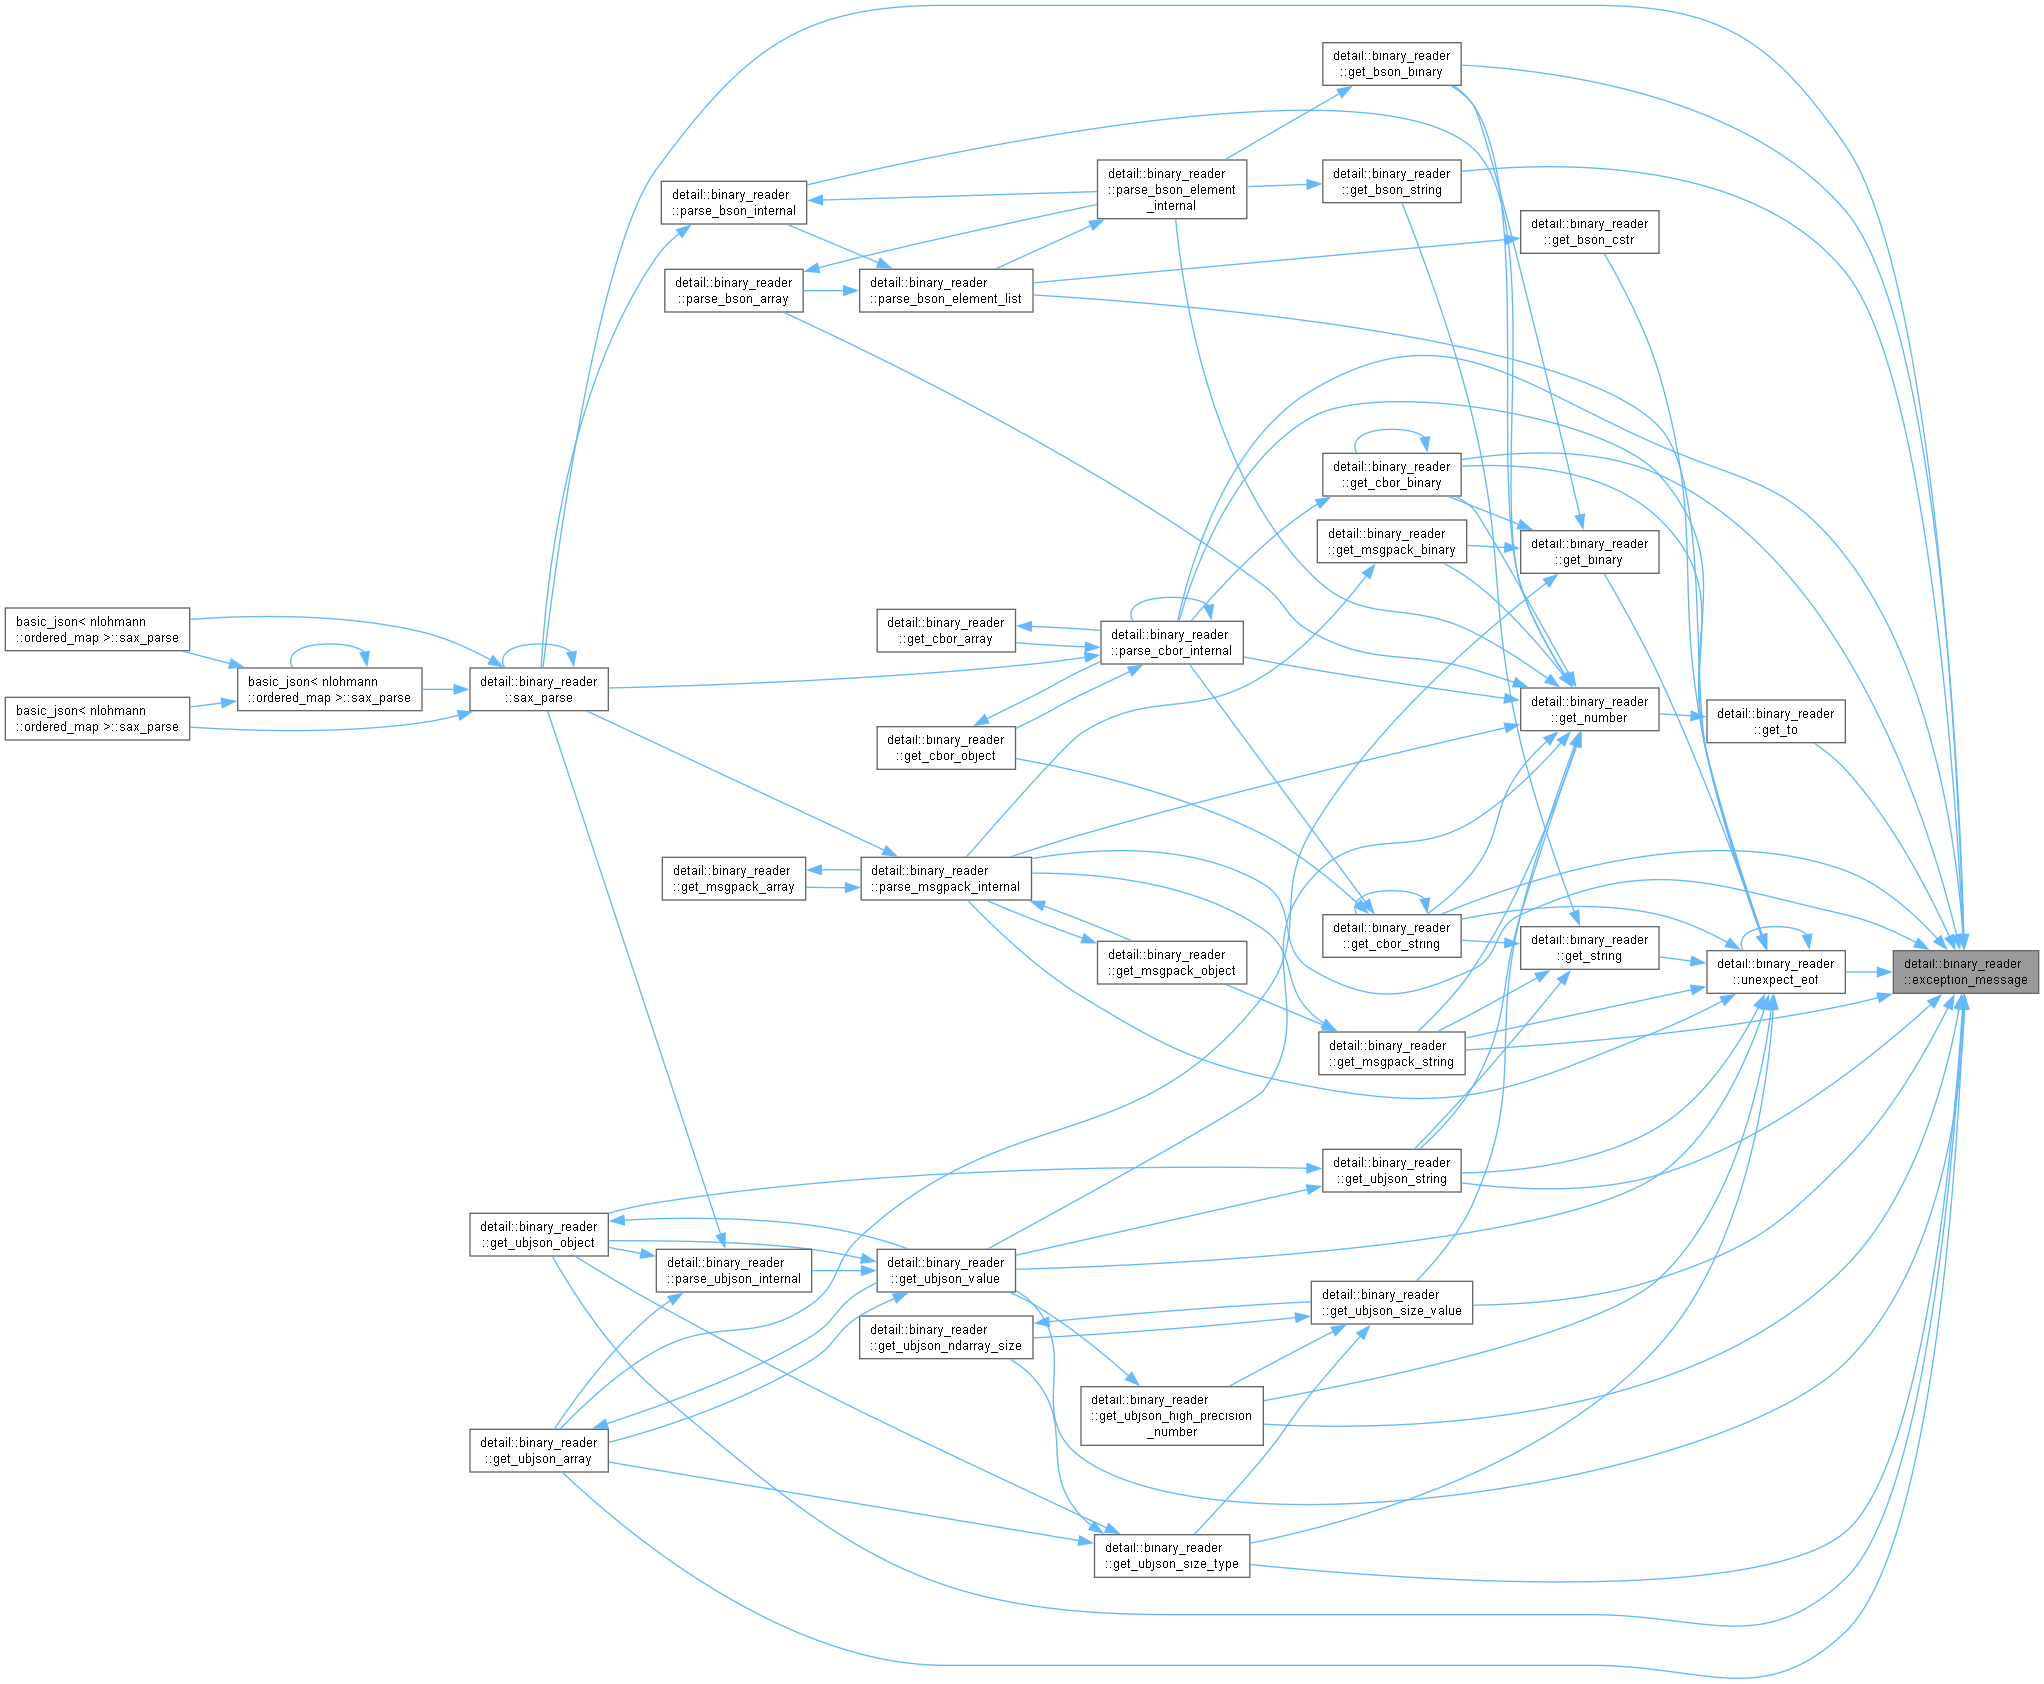 detail::binary_reader
::get_bson_binary
detail::binary_reader
::parse_bson_element
_internal
detail::binary_reader
::get_bson_string
detail::binary_reader
::parse_bson_internal
detail::binary_reader
::get_bson_cstr
detail::binary_reader
::parse_bson_array
detail::binary_reader
::parse_bson_element_list
detail::binary_reader
::get_cbor_binary
detail::binary_reader
::get_msgpack_binary
detail::binary_reader
::get_binary
basic_json< nlohmann
::ordered_map >::sax_parse
detail::binary_reader
::get_cbor_array
detail::binary_reader
::parse_cbor_internal
basic_json< nlohmann
::ordered_map >::sax_parse
detail::binary_reader
::sax_parse
basic_json< nlohmann
::ordered_map >::sax_parse
detail::binary_reader
::get_number
detail::binary_reader
::get_to
detail::binary_reader
::get_cbor_object
detail::binary_reader
::get_msgpack_array
detail::binary_reader
::parse_msgpack_internal
detail::binary_reader
::get_cbor_string
detail::binary_reader
::get_string
detail::binary_reader
::get_msgpack_object
detail::binary_reader
::unexpect_eof
detail::binary_reader
::exception_message
detail::binary_reader
::get_msgpack_string
detail::binary_reader
::get_ubjson_string
detail::binary_reader
::get_ubjson_object
detail::binary_reader
::parse_ubjson_internal
detail::binary_reader
::get_ubjson_value
detail::binary_reader
::get_ubjson_size_value
detail::binary_reader
::get_ubjson_ndarray_size
detail::binary_reader
::get_ubjson_high_precision
_number
detail::binary_reader
::get_ubjson_array
detail::binary_reader
::get_ubjson_size_type